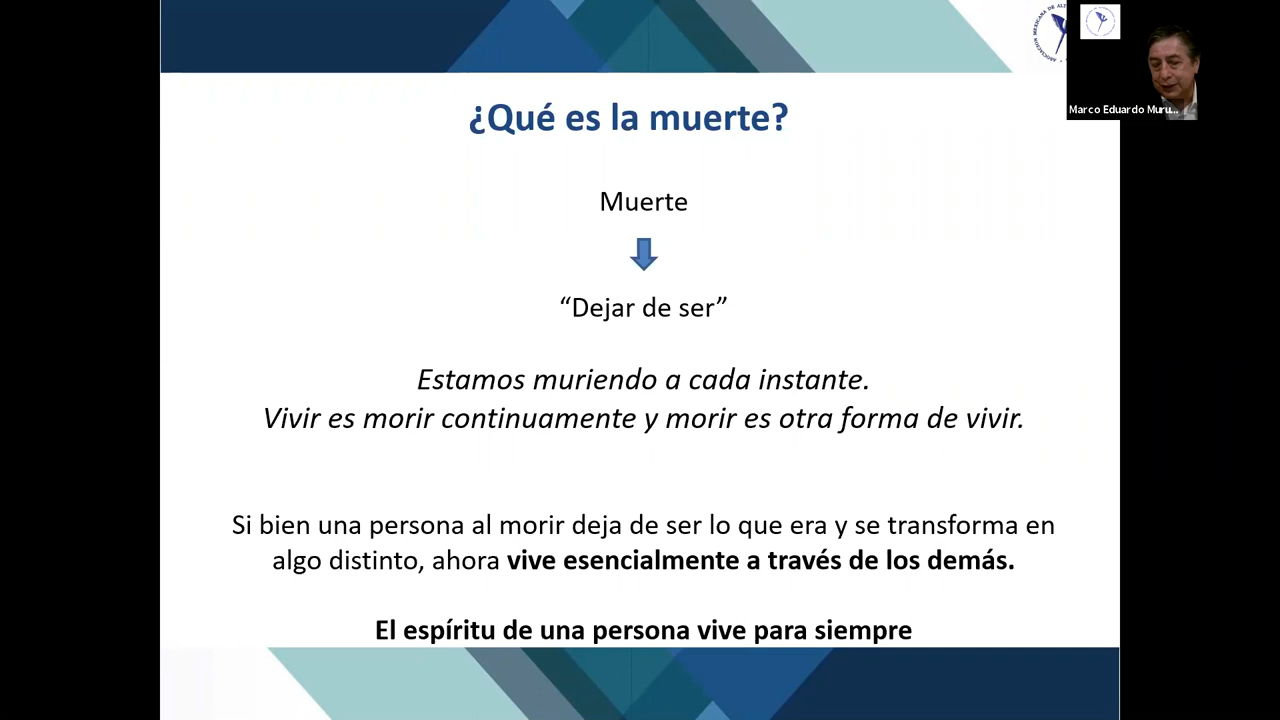 ¿Qué es la muerte?
Muerte
“Dejar de ser”
Estamos muriendo a cada instante.
Vivir es morir continuamente y morir es otra forma de vivir.
Si bien una persona al morir deja de ser lo que era y se transforma en
algo distinto, ahora vive esencialmente a través de los demás.
El espíritu de una persona vive para siempre
Marco Eduardo Muru...